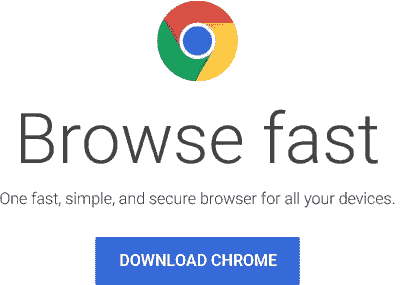 Browse fast
One fast, simple, and secure browser for all your devices.
DOWNLOAD CHROME